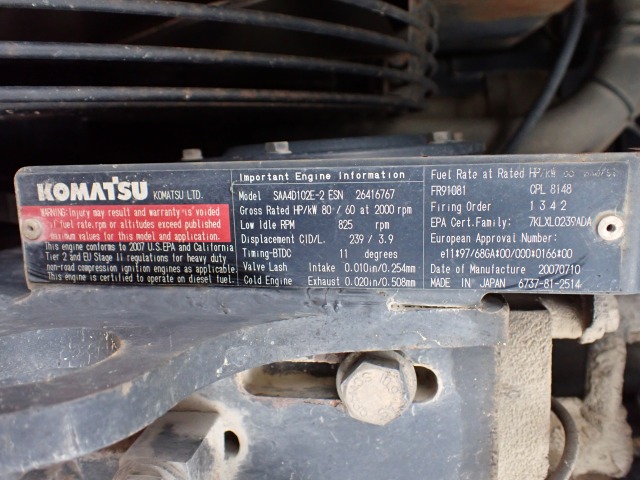 KOMATSU KOMATSU LTD.
WARNING: Injury may result and warranty is voided
if fuel rate.rpm or altitudes exceed published
maximum values for this model and application.
This engine conforms to 2007 U.S.EPA and California
Tier 2 and EU Stage II regulations for heavy duty
non-road compression ignition engines as applicable.
This engine is certified to operate on diesel fuel.
Important Engine Information
Model SAA4D102E-2 ESN 26416767
Gross Rated HP/kW 80 / 60 at 2000 rpm
Low Idle RPM 825 rpm
Displacement CID/L. 239 / 3.9
Timing-BTDC 11 degrees
Valve Lash Intake 0.010in/0.254mm
Cold Engine Exhaust 0.020in/0.508mm
Fuel Rate at Rated HP/kW 80
FR91081 CPL 8148
Firing Order 1 3 4 2
EPA Cert.Family: 7KLXL0239ADA
European Approval Number:
e11*97/68GA*00/000*0166*00
Date of Manufacture 20070710
MADE IN JAPAN 6737-81-2514